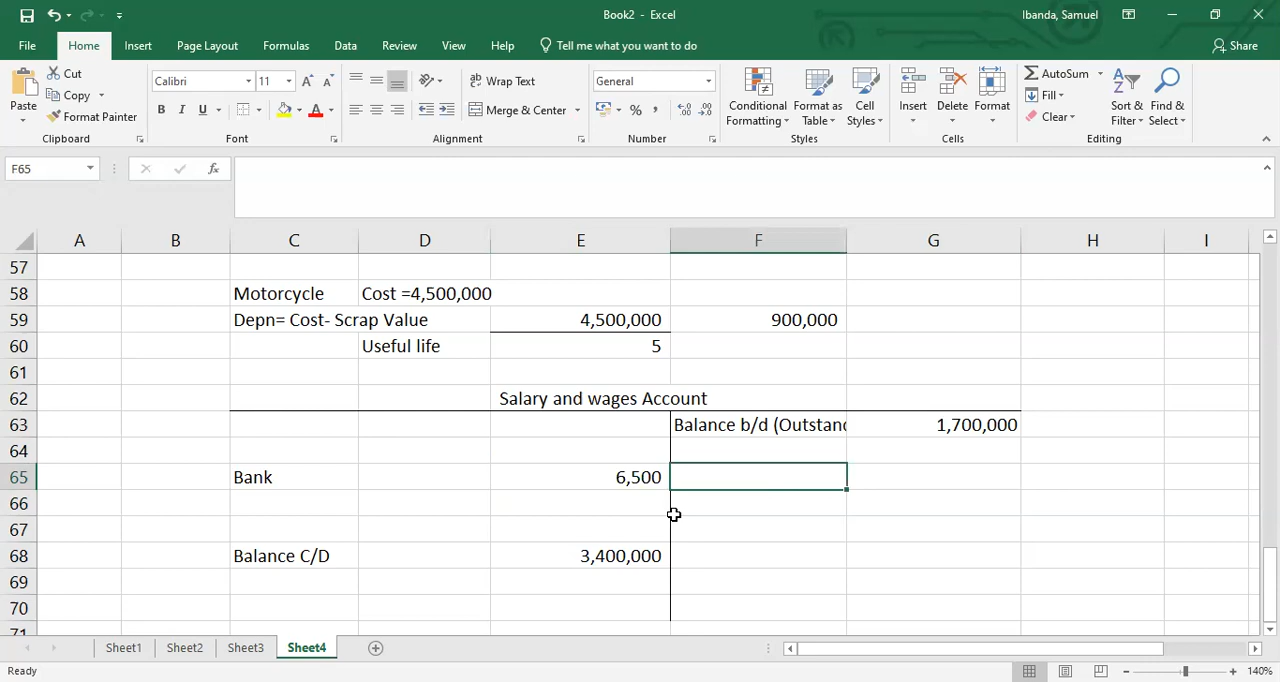 Book2 - Excel
Ibanda, Samuel
File Home Insert Page Layout Formulas Data Review View Help Tell me what you want to do Share
Paste
Cut
Copy
Format Painter
Clipboard
Calibri 11
B I U A
Font
Wrap Text
Merge & Center
Alignment
General
%
Number
Conditional Formatting
Format as Table
Cell Styles
Styles
Insert
Delete
Format
Cells
AutoSum
Fill
Clear
Sort & Filter
Find & Select
Editing
F65 fx
A B C D E F G H I
57
58 Motorcycle Cost =4,500,000
59 Depn= Cost- Scrap Value 4,500,000 900,000
60 Useful life 5
61
62 Salary and wages Account
63 Balance b/d (Outstand 1,700,000
64
65 Bank 6,500
66
67
68 Balance C/D 3,400,000
69
70
71
Sheet1 Sheet2 Sheet3 Sheet4
Ready 140%